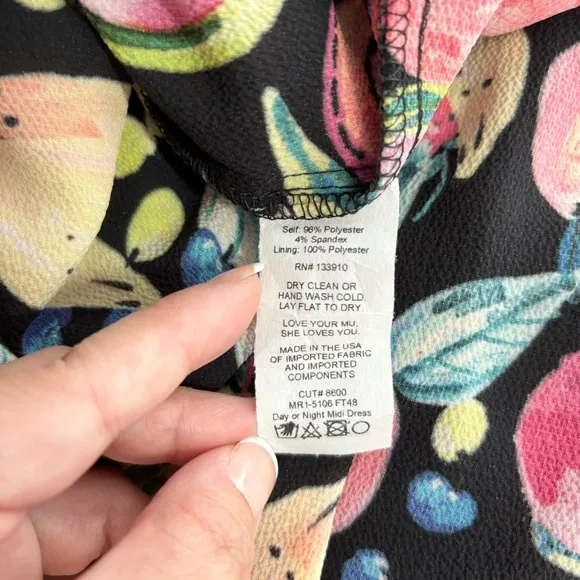 Self: 96% Polyester
4% Spandex
Lining: 100% Polyester
RN# 133910
DRY CLEAN OR
HAND WASH COLD.
LAY FLAT TO DRY.
LOVE YOUR MU.
SHE LOVES YOU.
MADE IN THE USA
OF IMPORTED FABRIC
AND IMPORTED
COMPONENTS
CUT# 8600
MR1-5106 FT48
Day or Night Midi Dress